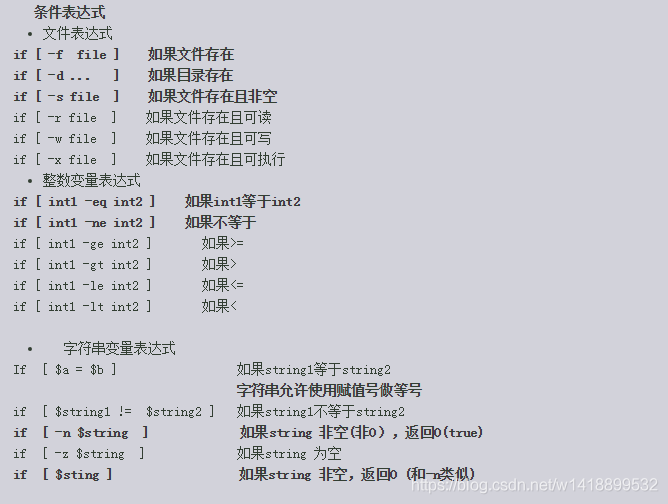 条件表达式
• 文件表达式
if [ -f  file ]    如果文件存在
if [ -d ...   ]    如果目录存在
if [ -s file  ]    如果文件存在且非空
if [ -r file  ]    如果文件存在且可读
if [ -w file  ]    如果文件存在且可写
if [ -x file  ]    如果文件存在且可执行
• 整数变量表达式
if [ int1 -eq int2 ]    如果int1等于int2
if [ int1 -ne int2 ]    如果不等于
if [ int1 -ge int2 ]       如果>=
if [ int1 -gt int2 ]       如果>
if [ int1 -le int2 ]       如果<=
if [ int1 -lt int2 ]       如果<
• 字符串变量表达式
If  [ $a = $b ]                 如果string1等于string2
字符串允许使用赋值号做等号
if  [ $string1 !=  $string2 ]   如果string1不等于string2
if  [ -n $string  ]             如果string 非空(非0），返回0(true)
if  [ -z $string  ]             如果string 为空
if  [ $sting ]                  如果string 非空，返回0 (和-n类似)
https://blog.csdn.net/w1418899532